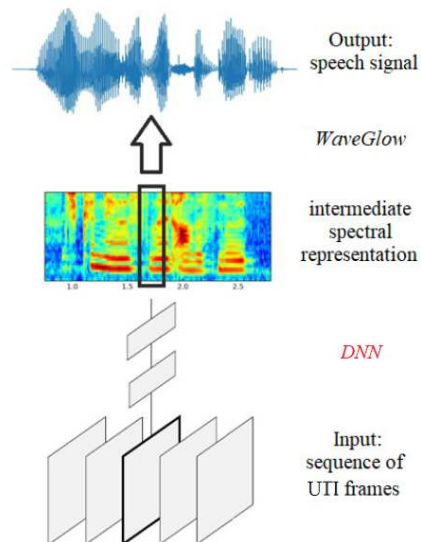 Output:
speech signal
WaveGlow
intermediate
spectral
representation
1.0 1.5 2.0 2.5
DNN
Input:
sequence of
UTI frames